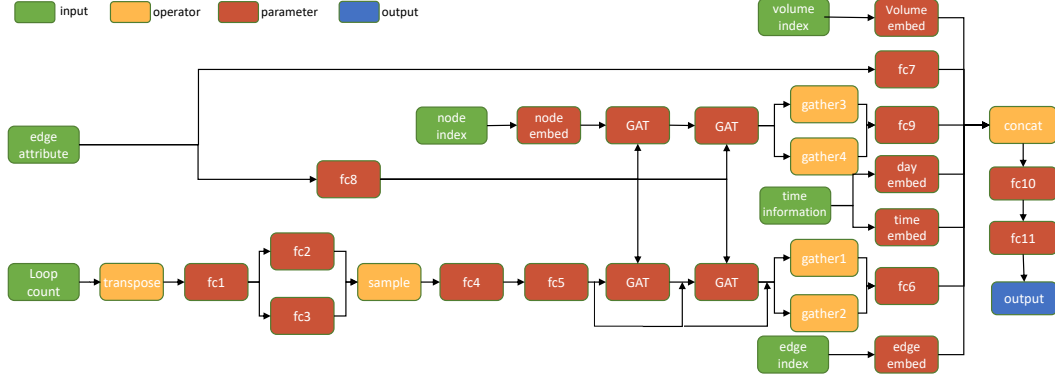 input
operator
parameter
output
volume
index
Volume
embed
fc7
edge
attribute
node
index
node
embed
GAT
GAT
gather3
gather4
fc9
concat
fc8
day
embed
fc10
time
information
time
embed
fc11
Loop
count
transpose
fc1
fc2
fc3
sample
fc4
fc5
GAT
GAT
gather1
gather2
fc6
output
edge
index
edge
embed